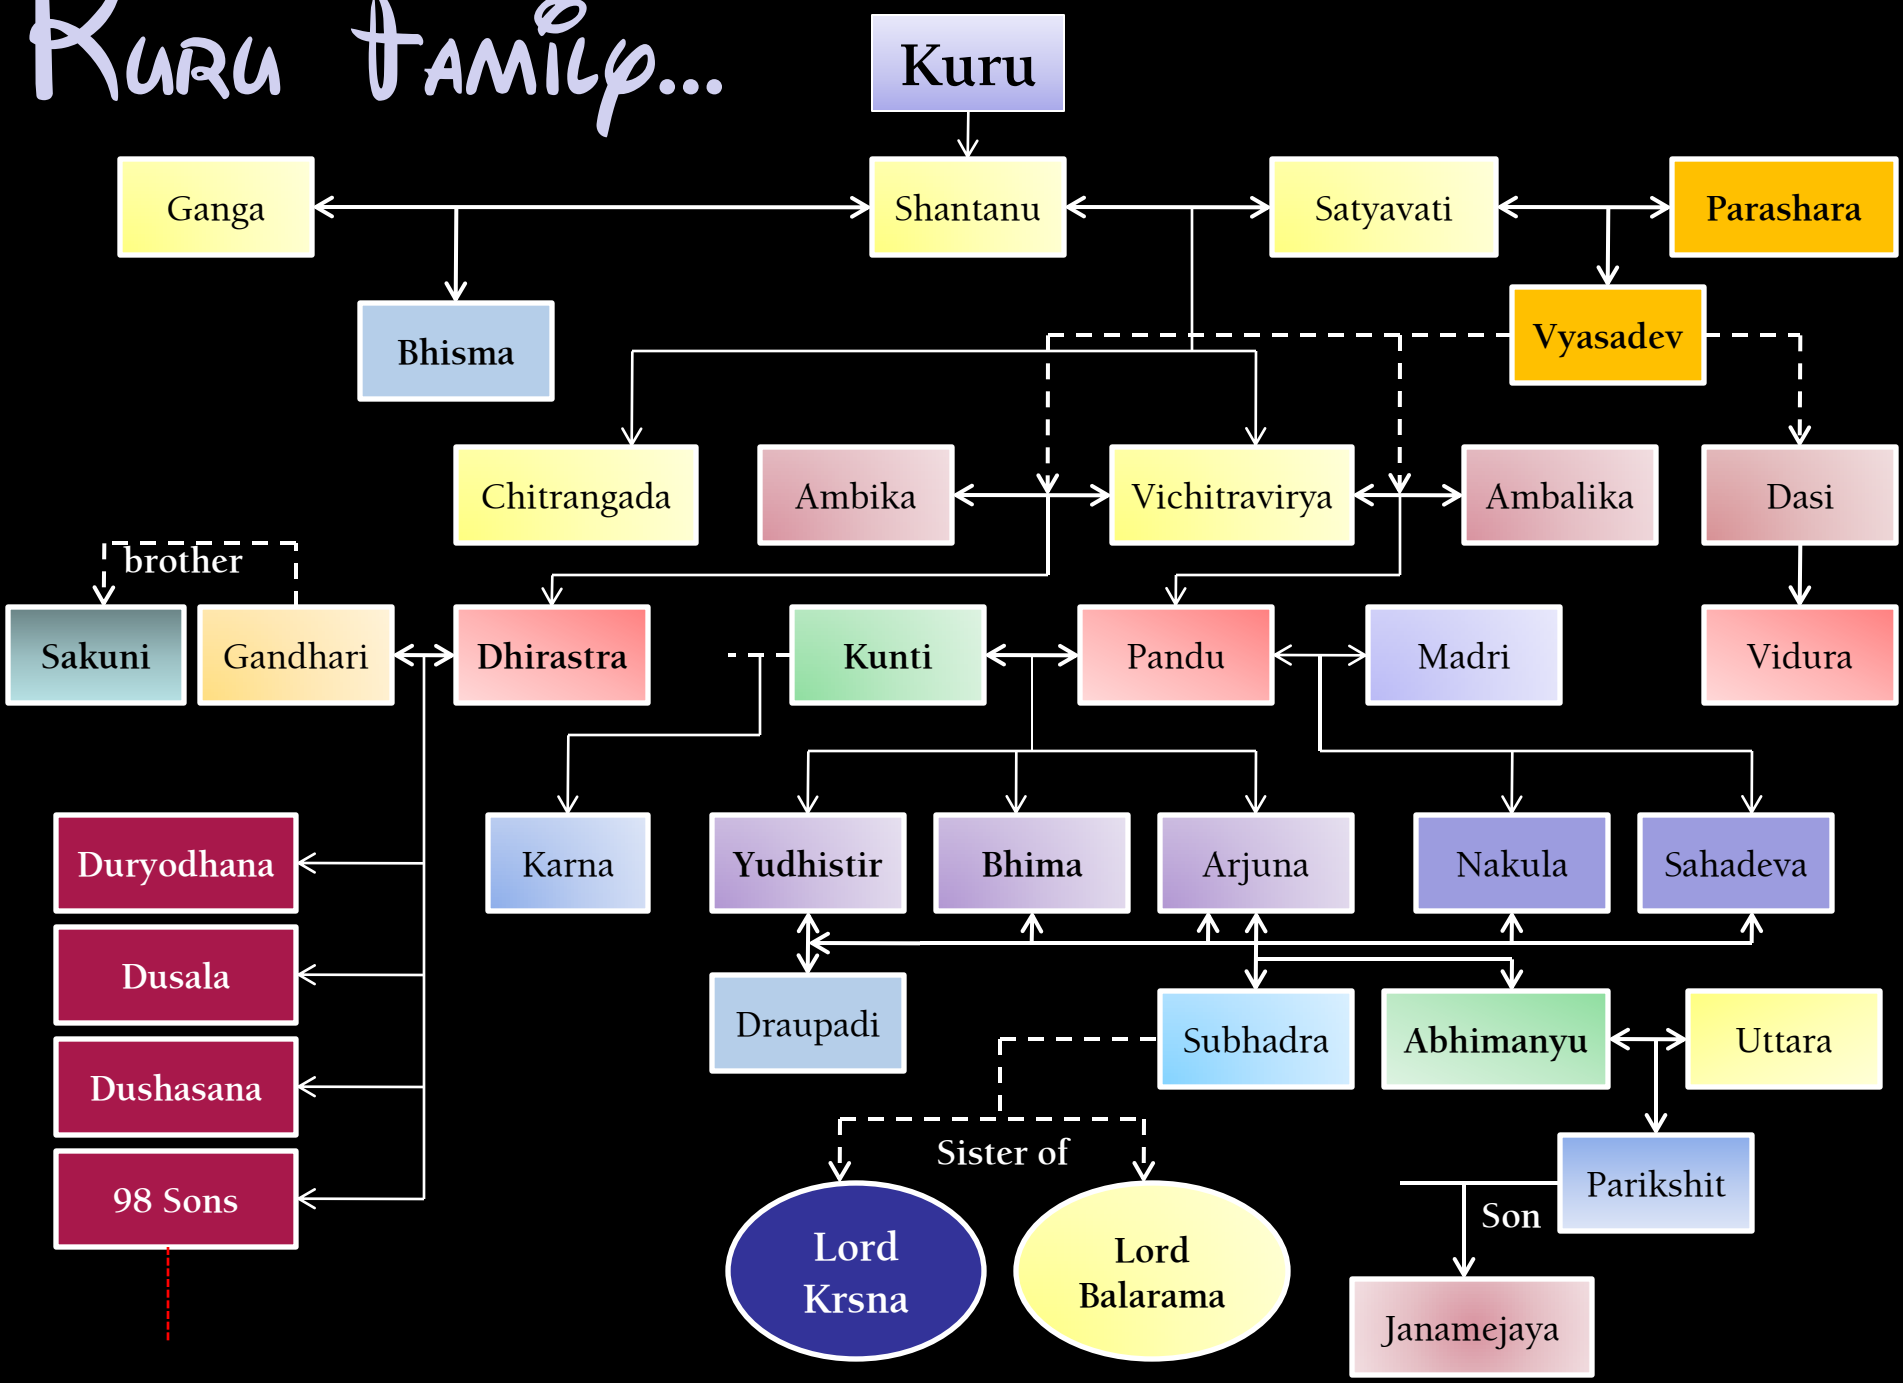 Kuru Family...
Kuru
Ganga
Shantanu
Satyavati
Parashara
Bhisma
Vyasadev
Chitrangada
Ambika
Vichitravirya
Ambalika
Dasi
brother
Sakuni
Gandhari
Dhirastra
Kunti
Pandu
Madri
Vidura
Duryodhana
Karna
Yudhistir
Bhima
Arjuna
Nakula
Sahadeva
Dusala
Draupadi
Subhadra
Abhimanyu
Uttara
Dushasana
Sister of
Parikshit
98 Sons
Son
Lord
Krsna
Lord
Balarama
Janamejaya